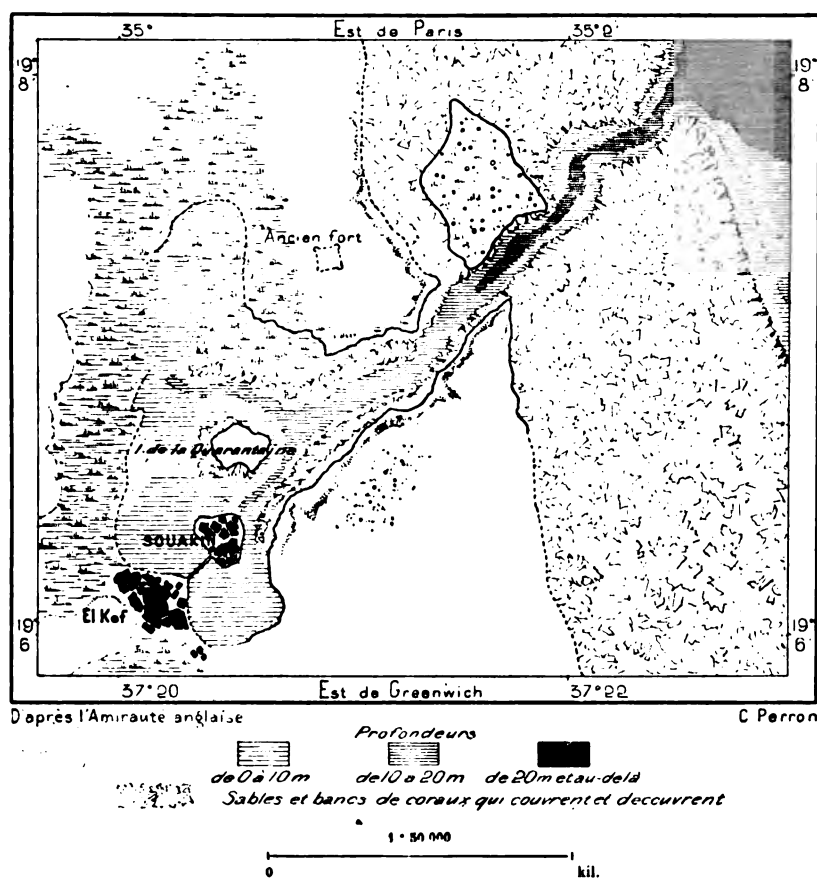 35° Est de Paris 35° 2
19° 8' 19° 8'
Ancien fort
I. de la Quarantaine
SOUAKIN
El Kef
19° 6' 19° 6'
37° 20 Est de Greenwich 37° 22
D'après l'Amirauté anglaise C. Perron
Profondeurs
de 0 à 10 m de 10 à 20 m de 20 m et au-delà
Sables et bancs de coraux qui couvrent et découvrent
1 : 50 000
0 1 kil.